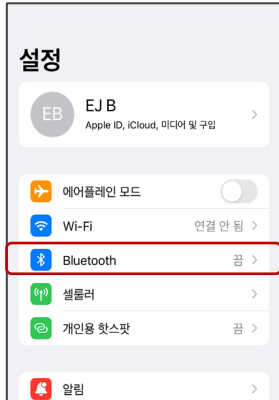 설정
EB
EJ B
Apple ID, iCloud, 미디어 및 구입
에어플레인 모드
Wi-Fi 연결 안 됨
Bluetooth 끔
셀룰러
개인용 핫스팟 끔
알림